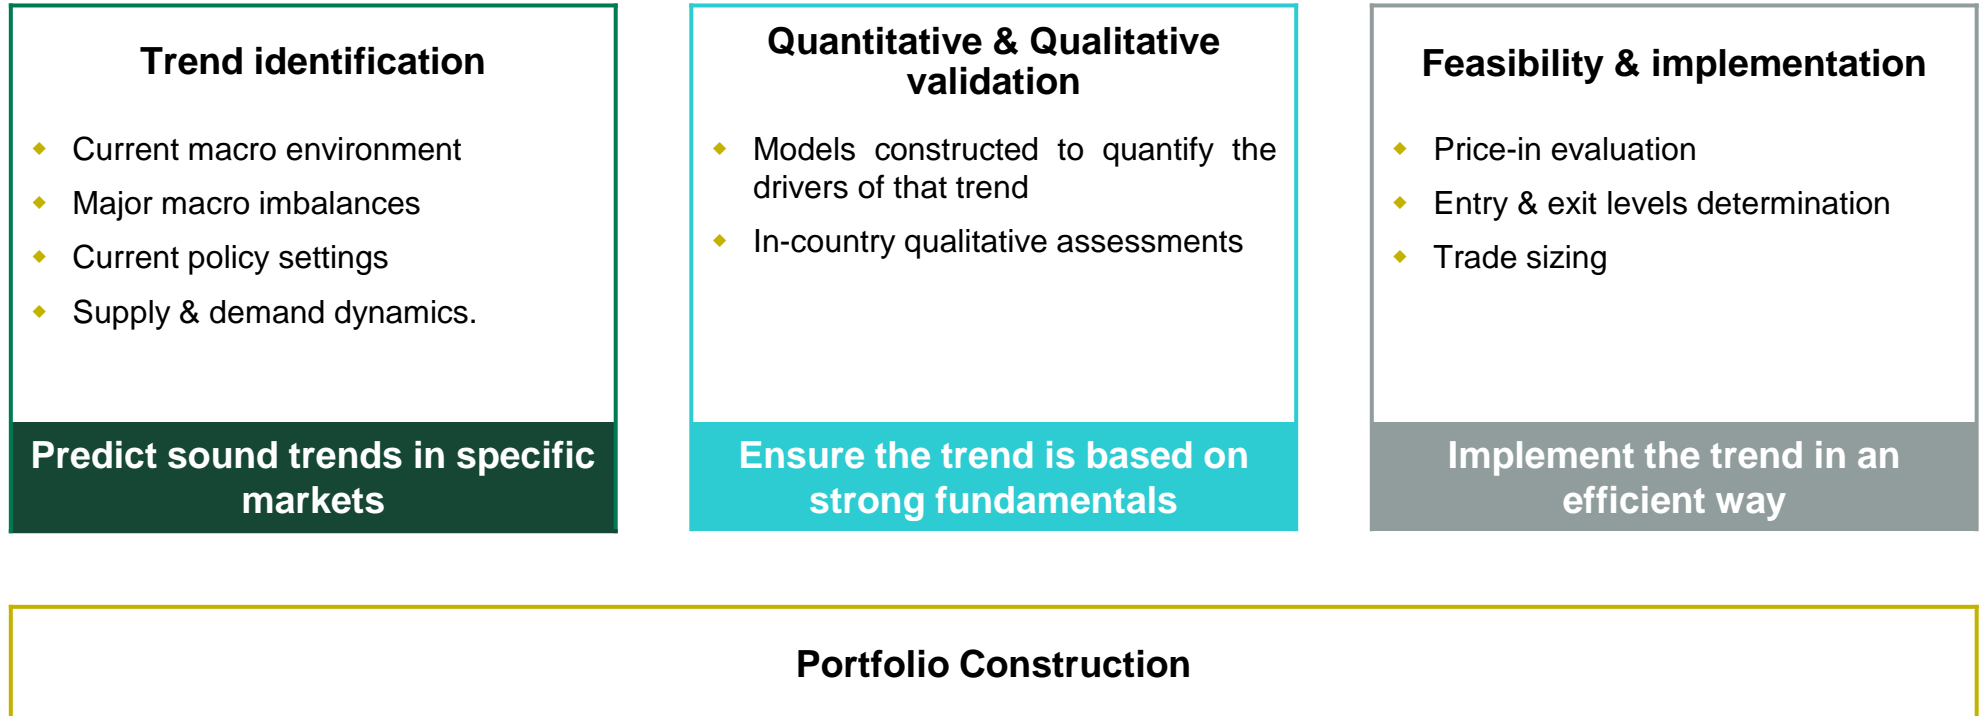 Trend identification
Current macro environment
Major macro imbalances
Current policy settings
Supply & demand dynamics.
Predict sound trends in specific
markets
Quantitative & Qualitative
validation
Models constructed to quantify the
drivers of that trend
In-country qualitative assessments
Ensure the trend is based on
strong fundamentals
Feasibility & implementation
Price-in evaluation
Entry & exit levels determination
Trade sizing
Implement the trend in an
efficient way
Portfolio Construction